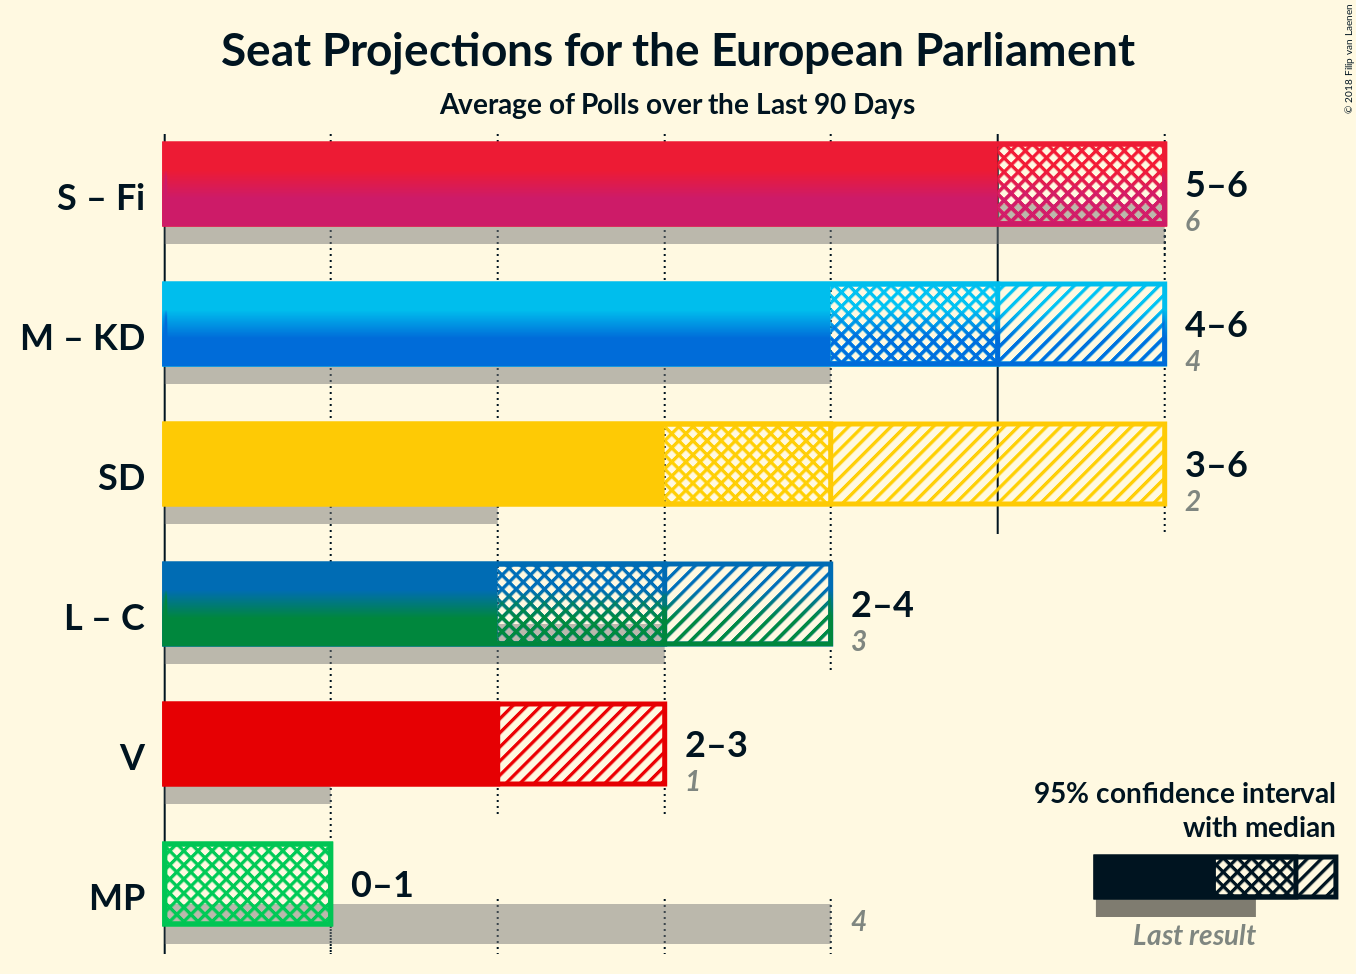 Seat Projections for the European Parliament
Average of Polls over the Last 90 Days
© 2018 Filip van Laenen
S – Fi
5–6
6
M – KD
4–6
4
SD
3–6
2
L – C
2–4
3
V
2–3
1
MP
0–1
4
95% confidence interval
with median
Last result